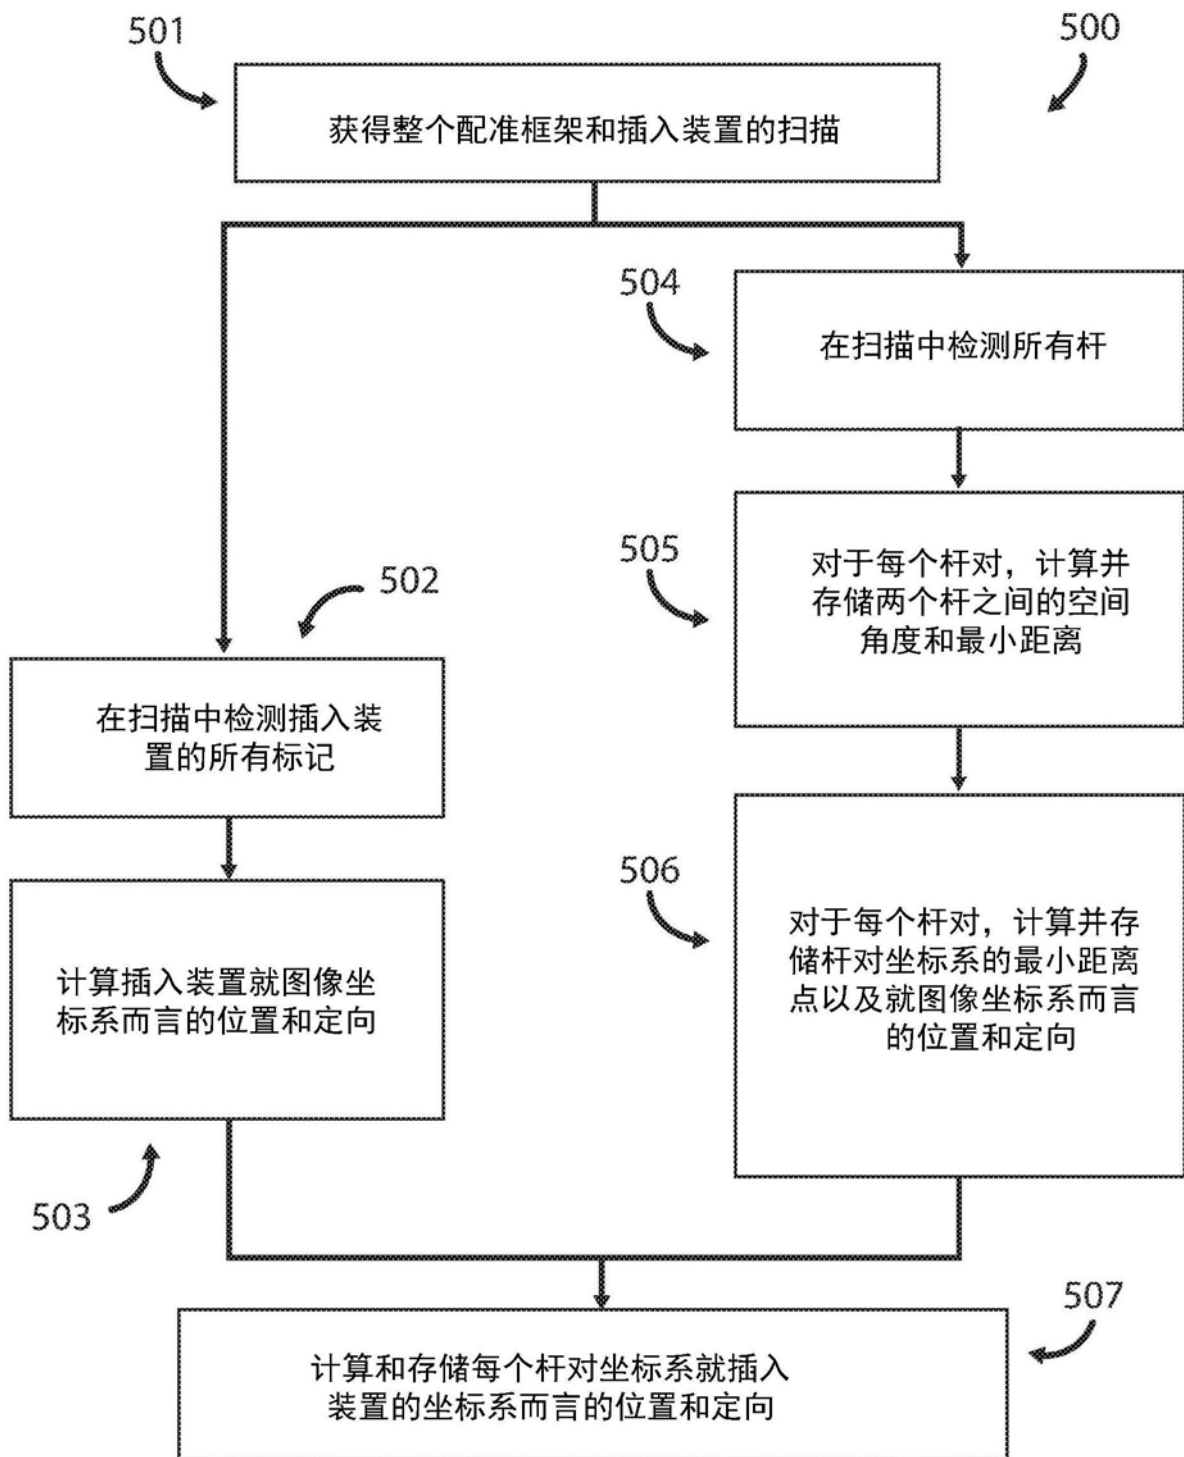 501
500
获得整个配准框架和插入装置的扫描
504
在扫描中检测所有杆
505
对于每个杆对，计算并
存储两个杆之间的空间
角度和最小距离
502
在扫描中检测插入装
置的所有标记
506
对于每个杆对，计算并存
储杆对坐标系的最小距离
点以及就图像坐标系而言
的位置和定向
计算插入装置就图像坐
标系而言的位置和定向
503
507
计算和存储每个杆对坐标系就插入
装置的坐标系而言的位置和定向